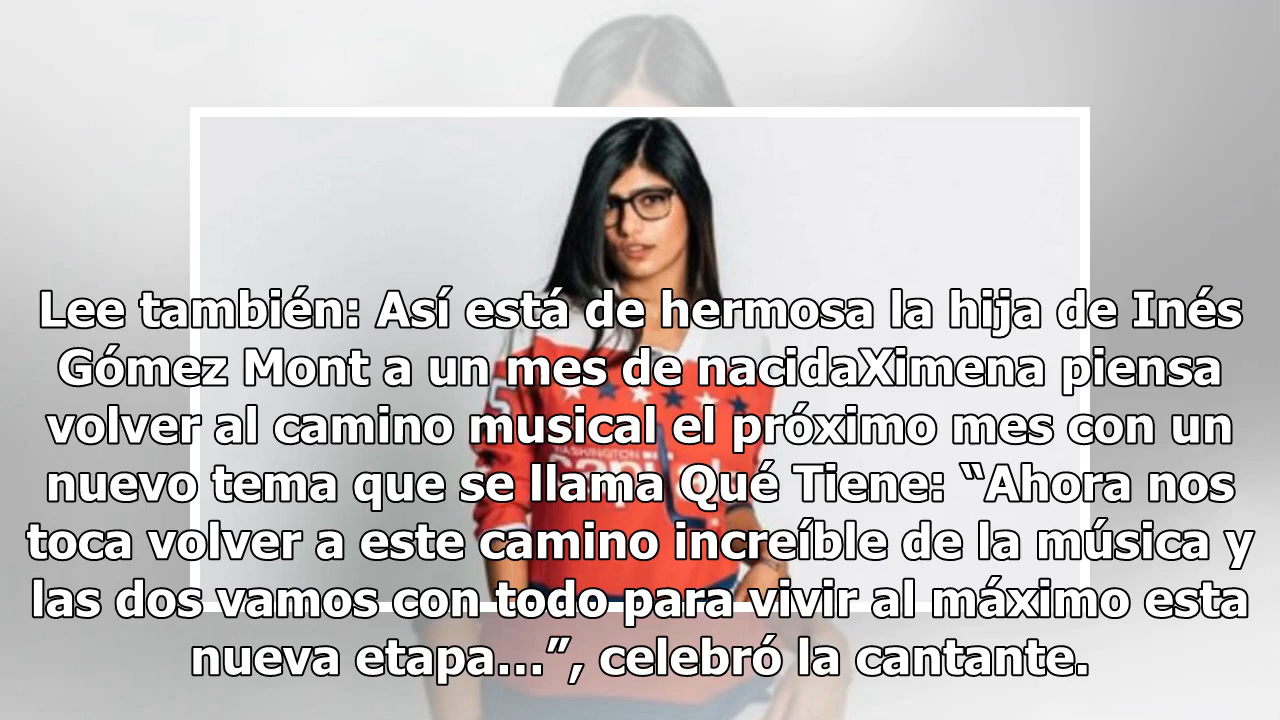 Lee también: Así está de hermosa la hija de Inés
Gómez Mont a un mes de nacidaXimena piensa
volver al camino musical el próximo mes con un
nuevo tema que se llama Qué Tiene: “Ahora nos
toca volver a este camino increíble de la música y
las dos vamos con todo para vivir al máximo esta
nueva etapa...”, celebró la cantante.
5
WASHINGTON